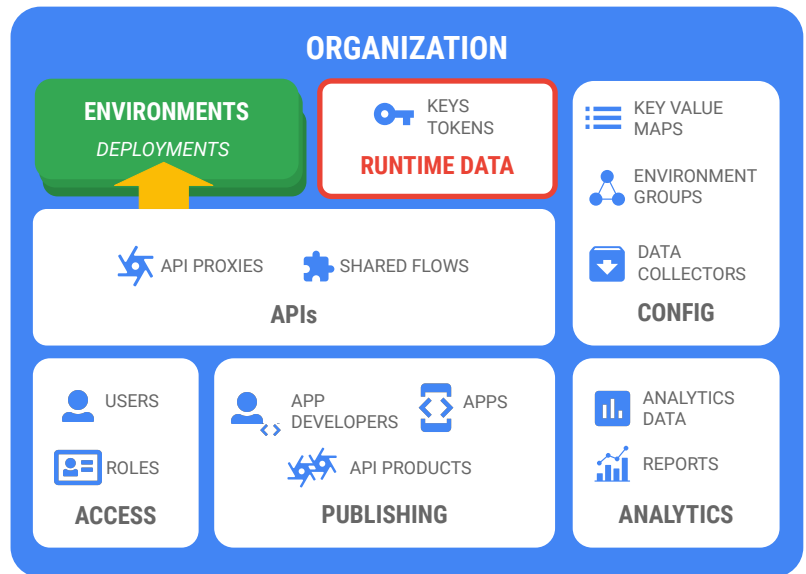 ORGANIZATION
ENVIRONMENTS
DEPLOYMENTS
KEYS
TOKENS
RUNTIME DATA
KEY VALUE
MAPS
ENVIRONMENT
GROUPS
DATA
COLLECTORS
CONFIG
API PROXIES
SHARED FLOWS
APIs
USERS
ROLES
ACCESS
APP
DEVELOPERS
APPS
API PRODUCTS
PUBLISHING
ANALYTICS
DATA
REPORTS
ANALYTICS